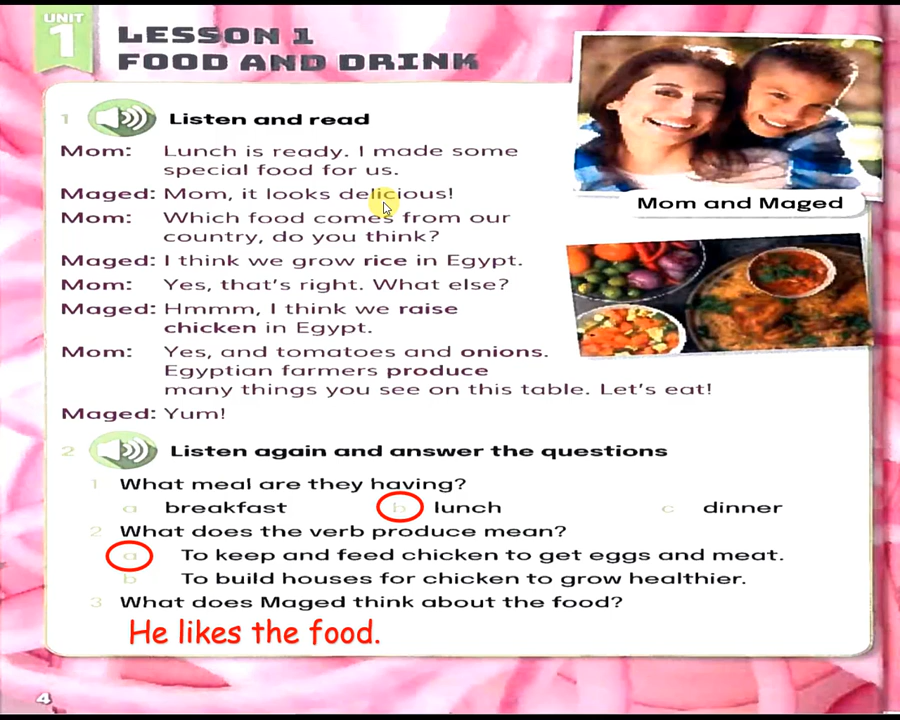 UNIT
1
LESSON 1
FOOD AND DRINK
1 Listen and read
Mom: Lunch is ready. I made some
special food for us.
Maged: Mom, it looks delicious!
Mom: Which food comes from our
country, do you think?
Maged: I think we grow rice in Egypt.
Mom: Yes, that's right. What else?
Maged: Hmmm, I think we raise
chicken in Egypt.
Mom: Yes, and tomatoes and onions.
Egyptian farmers produce
many things you see on this table. Let's eat!
Maged: Yum!
Mom and Maged
2 Listen again and answer the questions
1 What meal are they having?
a breakfast b lunch c dinner
2 What does the verb produce mean?
a To keep and feed chicken to get eggs and meat.
b To build houses for chicken to grow healthier.
3 What does Maged think about the food?
He likes the food.
4